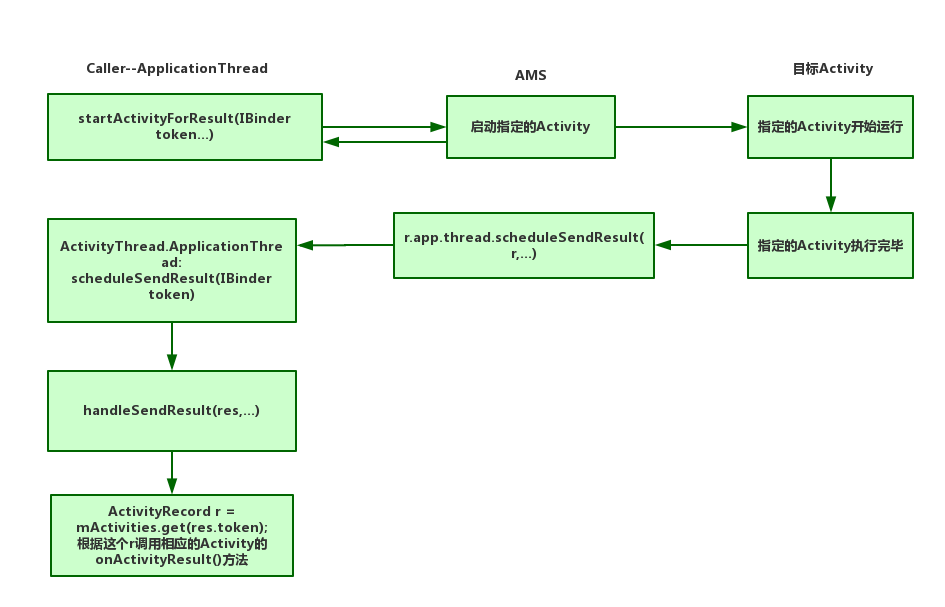 Caller--ApplicationThread
AMS
目标Activity
startActivityForResult(IBinder
token...)
启动指定的Activity
指定的Activity开始运行
ActivityThread.ApplicationThre
ad:
scheduleSendResult(IBinder
token)
r.app.thread.scheduleSendResult(
r,...)
指定的Activity执行完毕
handleSendResult(res,...)
ActivityRecord r =
mActivities.get(res.token);
根据这个r调用相应的Activity的
onActivityResult()方法